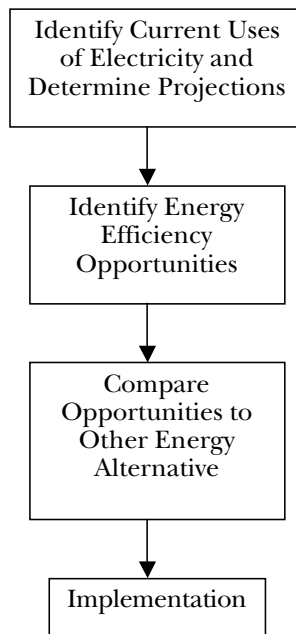 Identify Current Uses
of Electricity and
Determine Projections
Identify Energy
Efficiency
Opportunities
Compare
Opportunities to
Other Energy
Alternative
Implementation